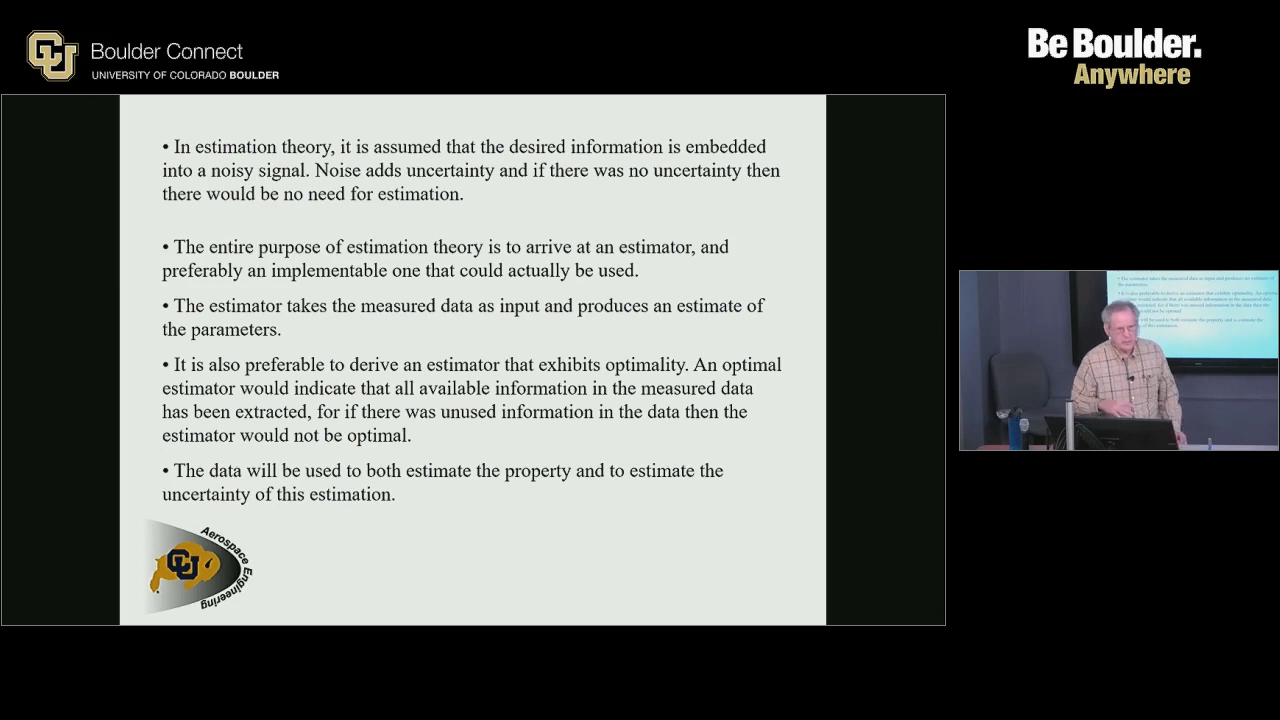 Boulder Connect
UNIVERSITY OF COLORADO BOULDER
Be Boulder.
Anywhere
• In estimation theory, it is assumed that the desired information is embedded
into a noisy signal. Noise adds uncertainty and if there was no uncertainty then
there would be no need for estimation.
• The entire purpose of estimation theory is to arrive at an estimator, and
preferably an implementable one that could actually be used.
• The estimator takes the measured data as input and produces an estimate of
the parameters.
• It is also preferable to derive an estimator that exhibits optimality. An optimal
estimator would indicate that all available information in the measured data
has been extracted, for if there was unused information in the data then the
estimator would not be optimal.
• The data will be used to both estimate the property and to estimate the
uncertainty of this estimation.
CU
Aerospace Engineering